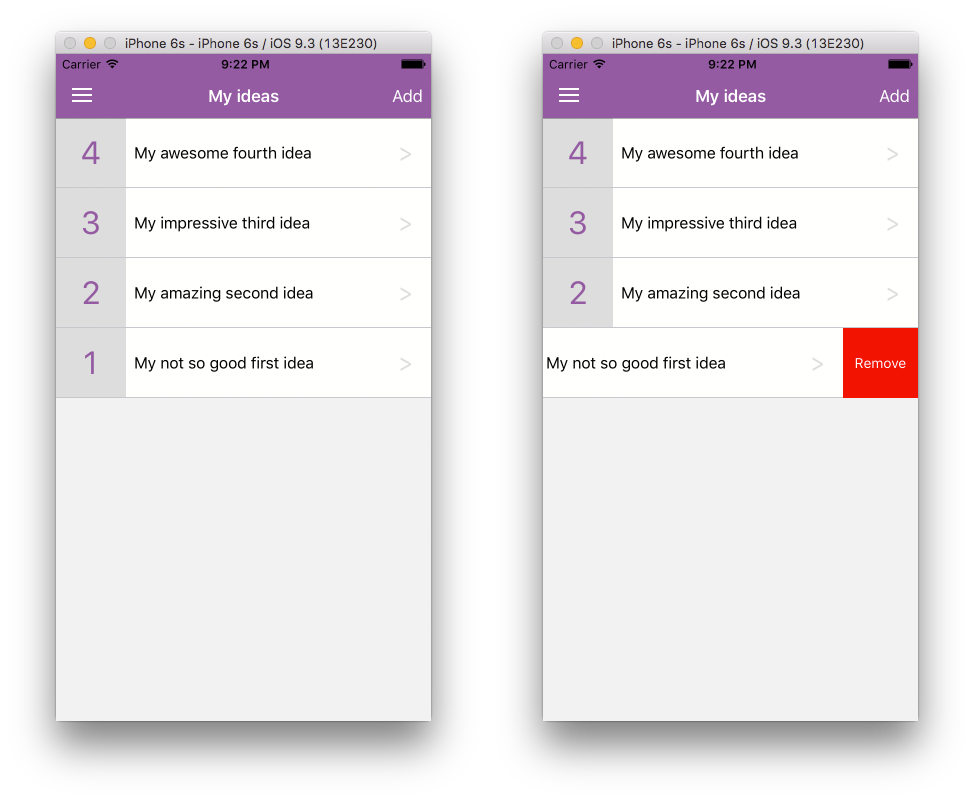 iPhone 6s - iPhone 6s / iOS 9.3 (13E230)
Carrier 9:22 PM
My ideas Add
4 My awesome fourth idea >
3 My impressive third idea >
2 My amazing second idea >
1 My not so good first idea >
iPhone 6s - iPhone 6s / iOS 9.3 (13E230)
Carrier 9:22 PM
My ideas Add
4 My awesome fourth idea >
3 My impressive third idea >
2 My amazing second idea >
My not so good first idea > Remove